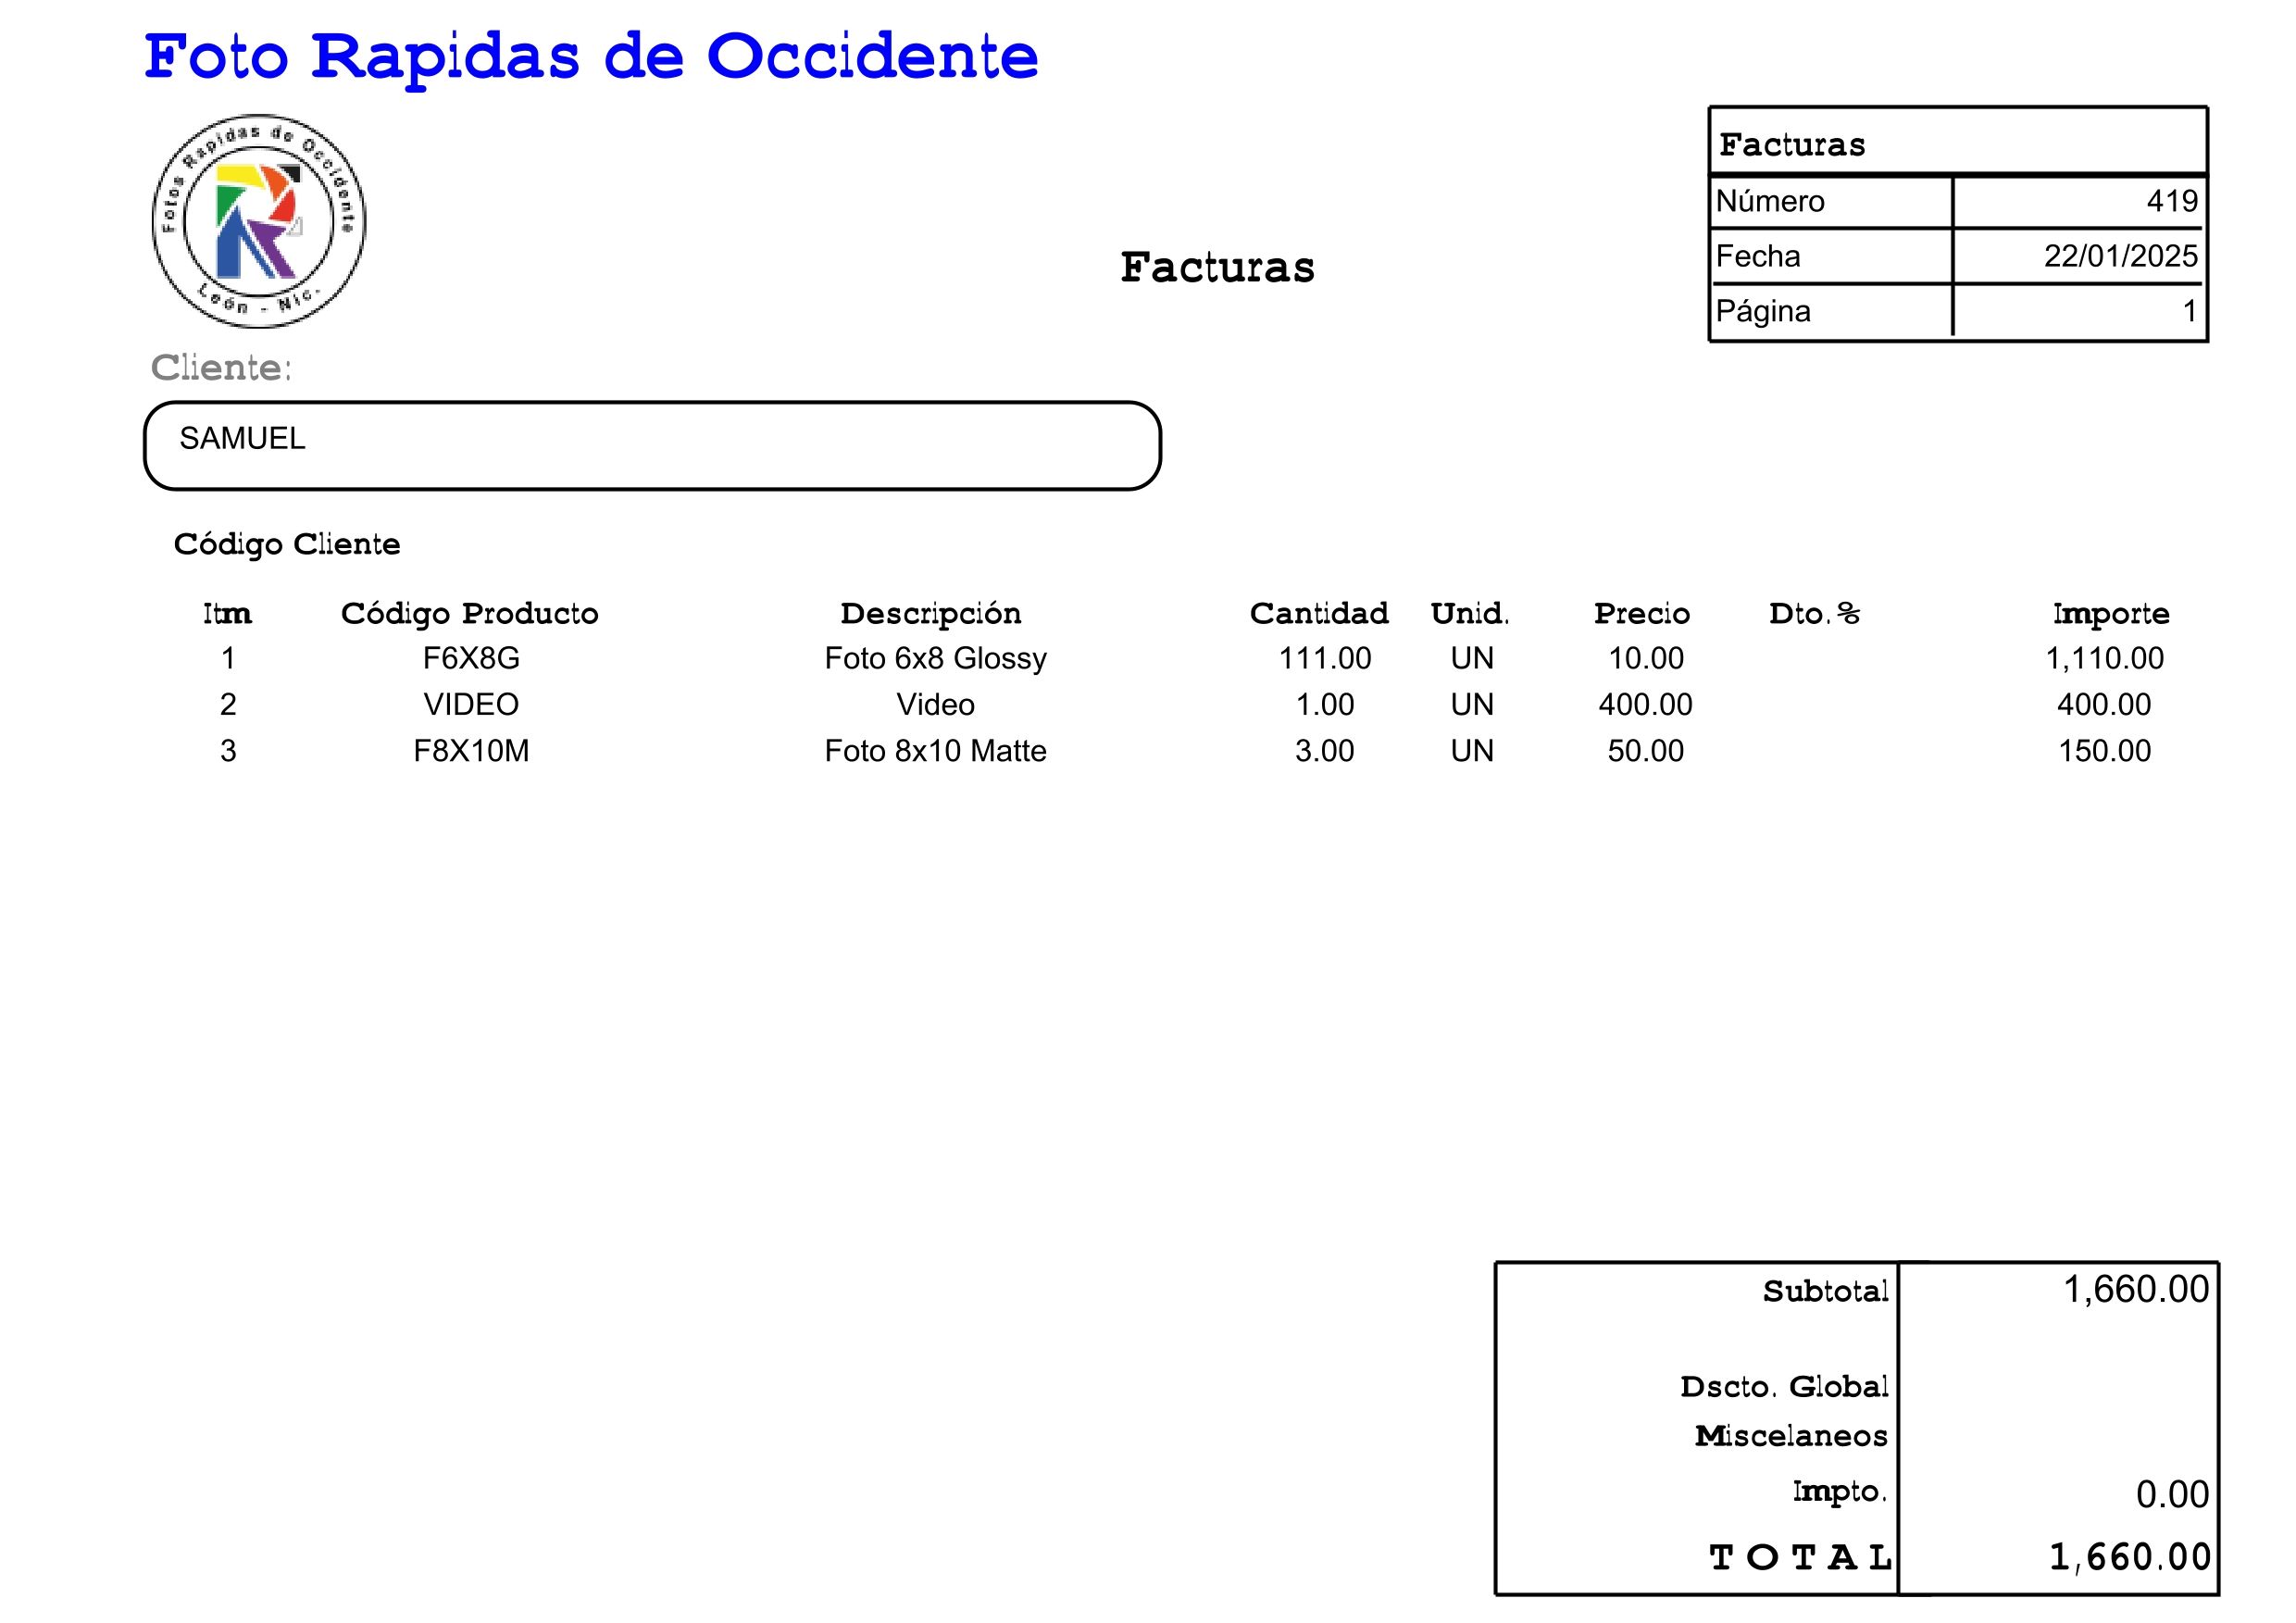 Foto Rapidas de Occidente
Fotos Rapidas de Occidente
León - Nic.
Facturas
Número 419
Fecha 22/01/2025
Página 1
Facturas
Cliente:
SAMUEL
Código Cliente
Itm Código Producto Descripción Cantidad Unid. Precio Dto.% Importe
1 F6X8G Foto 6x8 Glossy 111.00 UN 10.00 1,110.00
2 VIDEO Video 1.00 UN 400.00 400.00
3 F8X10M Foto 8x10 Matte 3.00 UN 50.00 150.00
Subtotal 1,660.00
Dscto. Global
Miscelaneos
Impto. 0.00
TOTAL 1,660.00